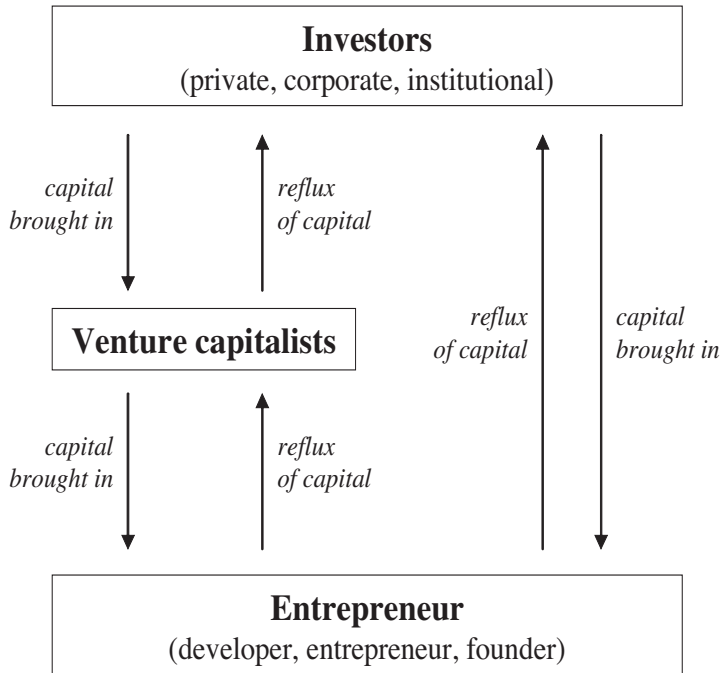 Investors
(private, corporate, institutional)
capital
brought in
reflux
of capital
Venture capitalists
reflux
of capital
capital
brought in
capital
brought in
reflux
of capital
Entrepreneur
(developer, entrepreneur, founder)